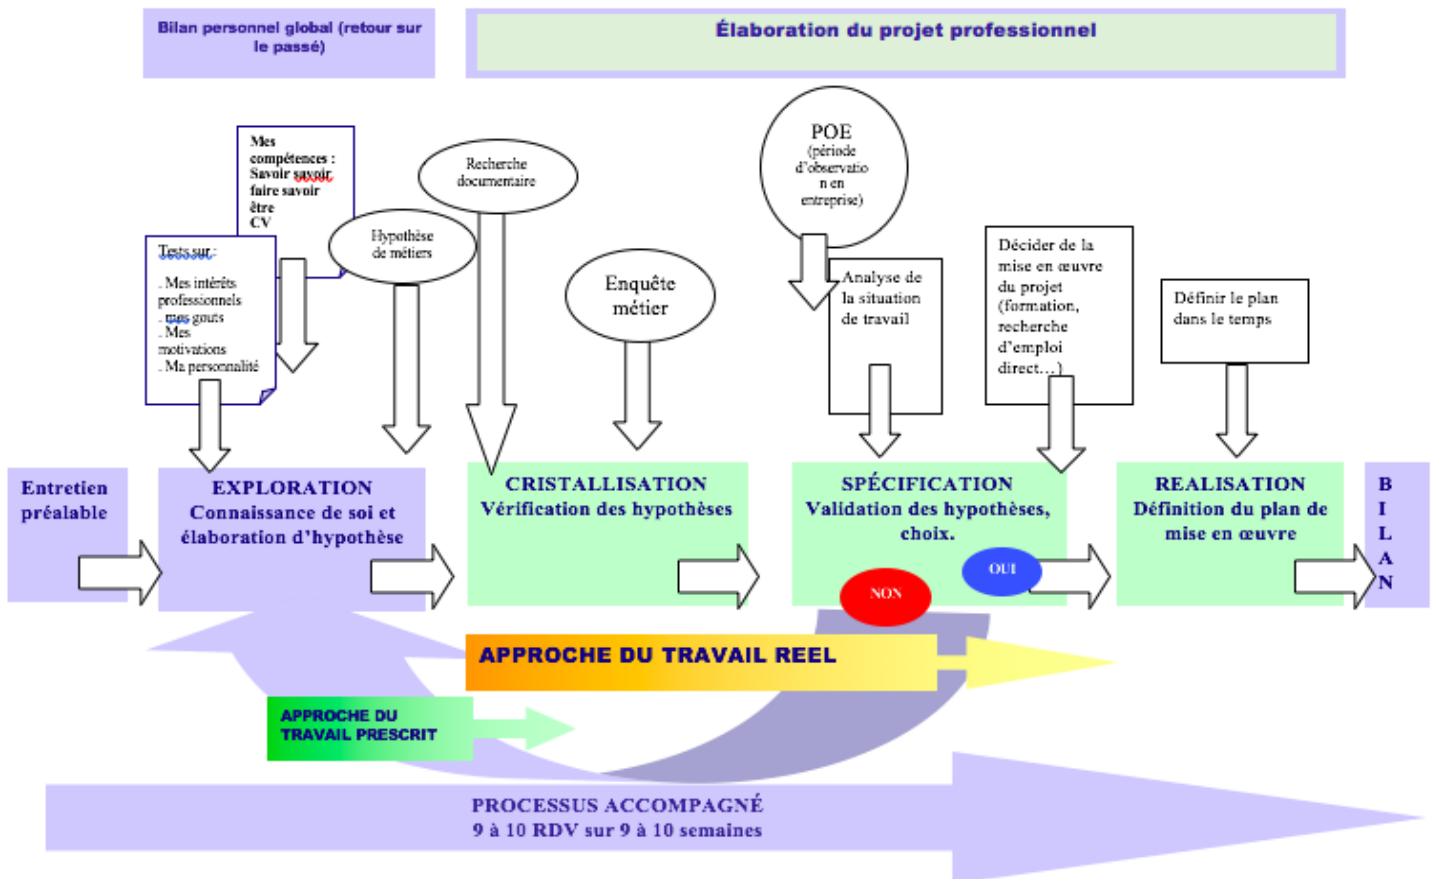 Bilan personnel global (retour sur
le passé)
Élaboration du projet professionnel
Mes
compétences :
Savoir savoir
faire savoir
être
CV
Tests sur :
. Mes intérêts
professionnels
. mes gouts
. Mes
motivations
. Ma personnalité
Hypothèse
de métiers
Recherche
documentaire
Enquête
métier
POE
(période
d'observatio
n en
entreprise)
Analyse de
la situation
de travail
Décider de la
mise en œuvre
du projet
(formation,
recherche
d'emploi
direct…)
Définir le plan
dans le temps
Entretien
préalable
EXPLORATION
Connaissance de soi et
élaboration d'hypothèse
CRISTALLISATION
Vérification des hypothèses
SPÉCIFICATION
Validation des hypothèses,
choix.
NON
OUI
REALISATION
Définition du plan de
mise en œuvre
B
I
L
A
N
APPROCHE DU TRAVAIL REEL
APPROCHE DU
TRAVAIL PRESCRIT
PROCESSUS ACCOMPAGNÉ
9 à 10 RDV sur 9 à 10 semaines